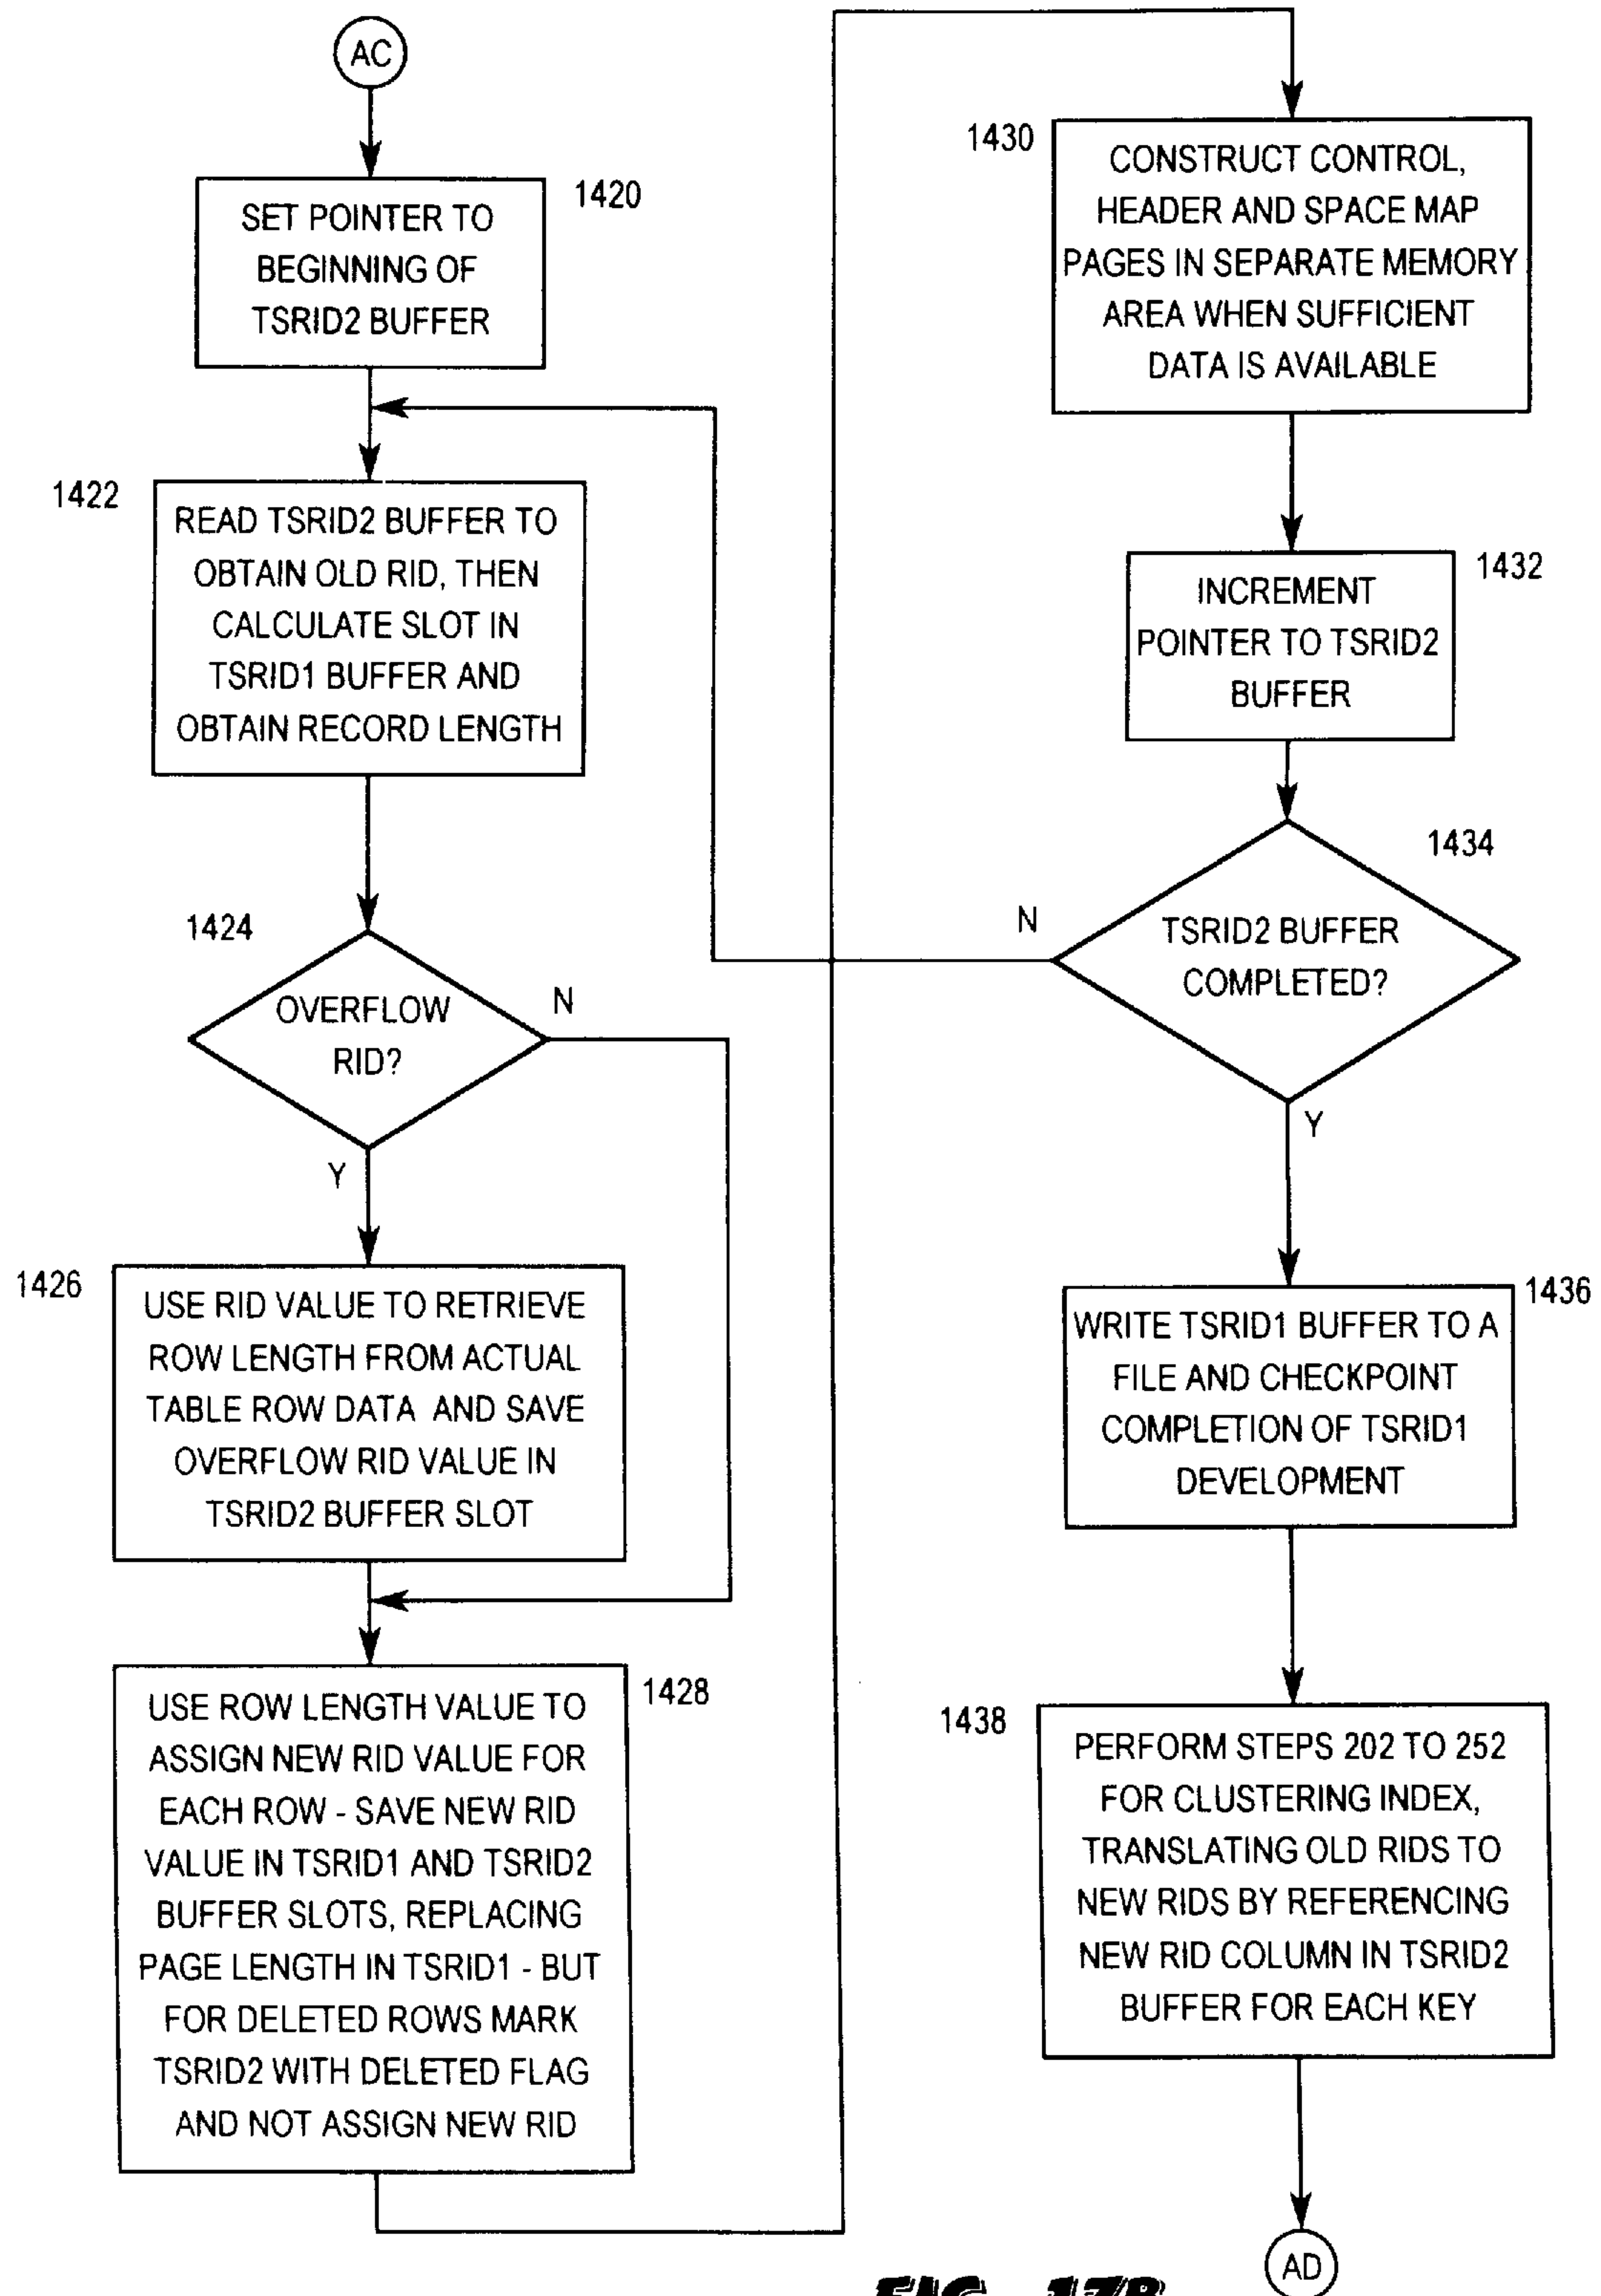 AC
1420
SET POINTER TO
BEGINNING OF
TSRID2 BUFFER
1422
READ TSRID2 BUFFER TO
OBTAIN OLD RID, THEN
CALCULATE SLOT IN
TSRID1 BUFFER AND
OBTAIN RECORD LENGTH
1424
OVERFLOW
RID?
N
Y
1426
USE RID VALUE TO RETRIEVE
ROW LENGTH FROM ACTUAL
TABLE ROW DATA AND SAVE
OVERFLOW RID VALUE IN
TSRID2 BUFFER SLOT
1428
USE ROW LENGTH VALUE TO
ASSIGN NEW RID VALUE FOR
EACH ROW - SAVE NEW RID
VALUE IN TSRID1 AND TSRID2
BUFFER SLOTS, REPLACING
PAGE LENGTH IN TSRID1 - BUT
FOR DELETED ROWS MARK
TSRID2 WITH DELETED FLAG
AND NOT ASSIGN NEW RID
1430
CONSTRUCT CONTROL,
HEADER AND SPACE MAP
PAGES IN SEPARATE MEMORY
AREA WHEN SUFFICIENT
DATA IS AVAILABLE
1432
INCREMENT
POINTER TO TSRID2
BUFFER
1434
TSRID2 BUFFER
COMPLETED?
N
Y
1436
WRITE TSRID1 BUFFER TO A
FILE AND CHECKPOINT
COMPLETION OF TSRID1
DEVELOPMENT
1438
PERFORM STEPS 202 TO 252
FOR CLUSTERING INDEX,
TRANSLATING OLD RIDS TO
NEW RIDS BY REFERENCING
NEW RID COLUMN IN TSRID2
BUFFER FOR EACH KEY
AD
FIG. 17B